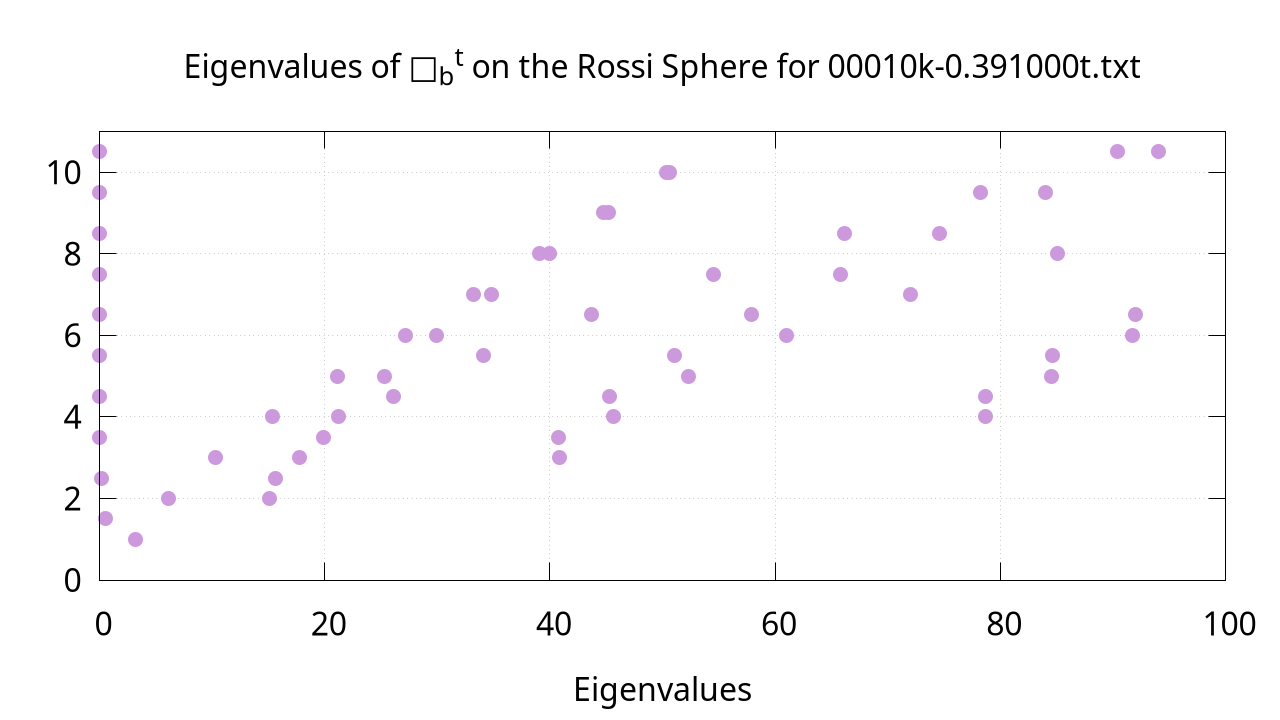 Eigenvalues of □bᵗ on the Rossi Sphere for 00010k-0.391000t.txt
10
8
6
4
2
0
0 20 40 60 80 100
Eigenvalues